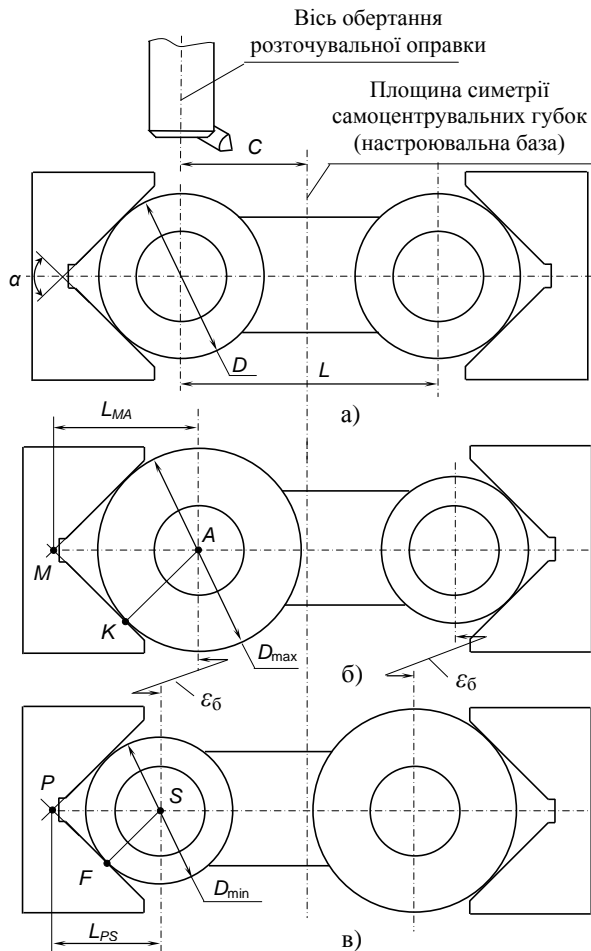 Вісь обертання
розточувальної оправки
Площина симетрії
самоцентрувальних губок
(настроювальна база)
C
α
D
L
а)
L_MA
A
M
K
D_max
б)
ε_б
ε_б
P
S
F
D_min
L_PS
в)